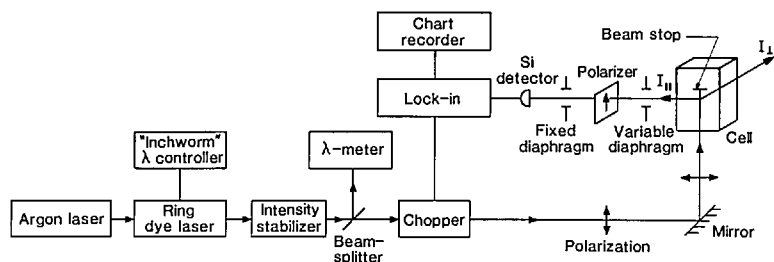 Chart
recorder
Lock-in
Si
detector
Polarizer
Beam stop
I⊥
I||
Fixed
diaphragm
Variable
diaphragm
Cell
"Inchworm"
λ controller
λ-meter
Argon laser
Ring
dye laser
Intensity
stabilizer
Beam-
splitter
Chopper
Polarization
Mirror